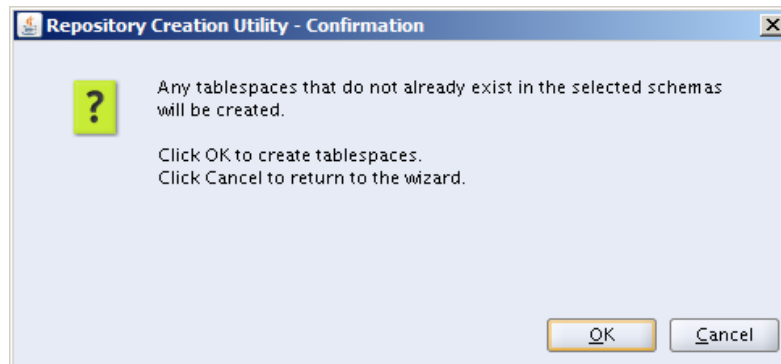 Repository Creation Utility - Confirmation
?
Any tablespaces that do not already exist in the selected schemas
will be created.
Click OK to create tablespaces.
Click Cancel to return to the wizard.
OK
Cancel